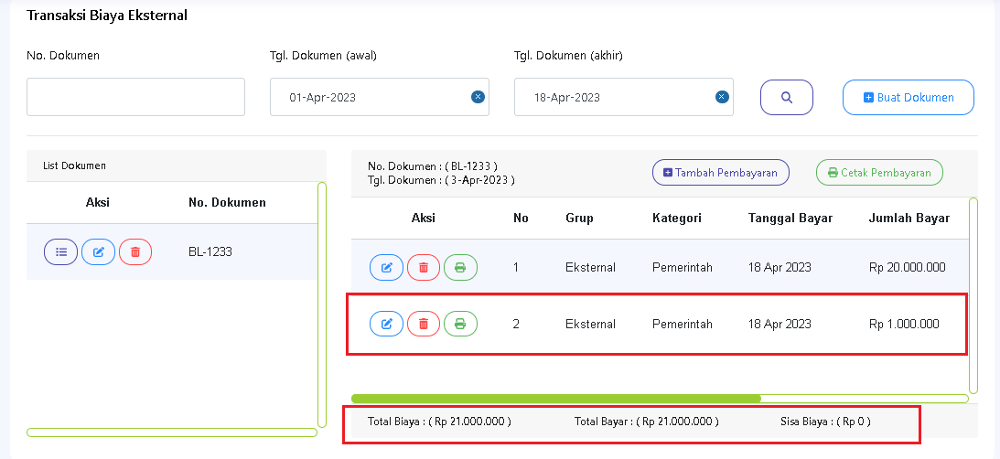 Transaksi Biaya Eksternal
No. Dokumen
Tgl. Dokumen (awal)
Tgl. Dokumen (akhir)
01-Apr-2023
18-Apr-2023
Buat Dokumen
List Dokumen
Aksi No. Dokumen
BL-1233
No. Dokumen : ( BL-1233 )
Tgl. Dokumen : ( 3-Apr-2023 )
Tambah Pembayaran
Cetak Pembayaran
Aksi No Grup Kategori Tanggal Bayar Jumlah Bayar
1 Eksternal Pemerintah 18 Apr 2023 Rp 20.000.000
2 Eksternal Pemerintah 18 Apr 2023 Rp 1.000.000
Total Biaya : ( Rp 21.000.000 ) Total Bayar : ( Rp 21.000.000 ) Sisa Biaya : ( Rp 0 )